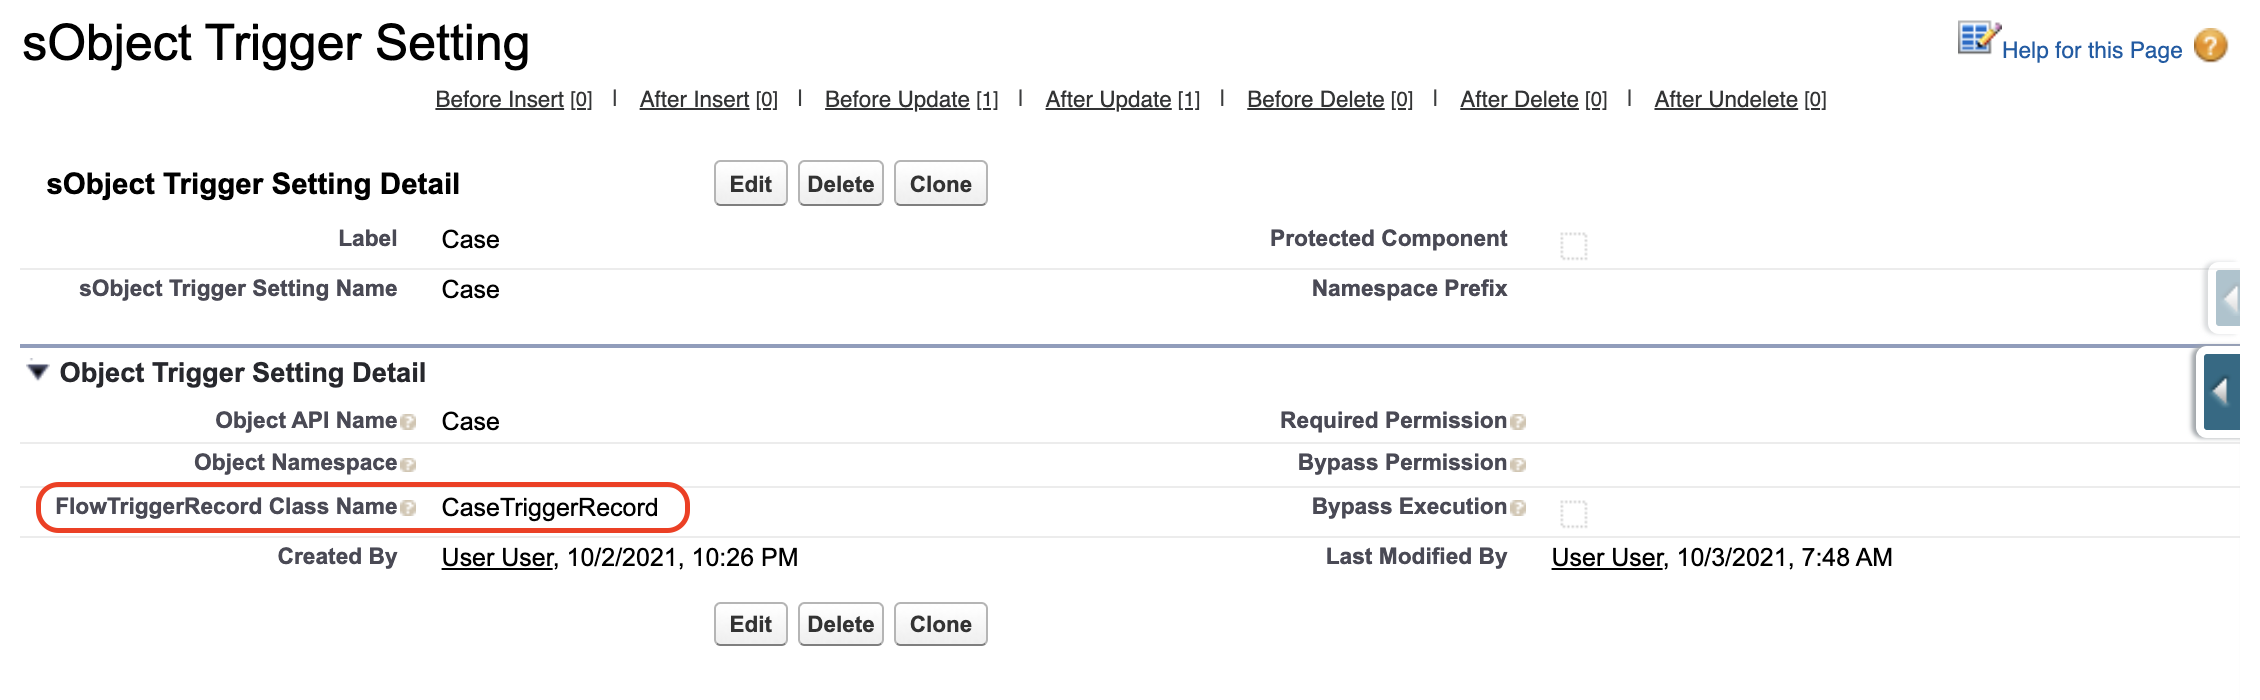 sObject Trigger Setting
Help for this Page ?
Before Insert [0] | After Insert [0] | Before Update [1] | After Update [1] | Before Delete [0] | After Delete [0] | After Undelete [0]
sObject Trigger Setting Detail Edit Delete Clone
Label Case Protected Component
sObject Trigger Setting Name Case Namespace Prefix
Object Trigger Setting Detail
Object API Name ? Case Required Permission ?
Object Namespace ? Bypass Permission ?
FlowTriggerRecord Class Name ? CaseTriggerRecord Bypass Execution ?
Created By User User, 10/2/2021, 10:26 PM Last Modified By User User, 10/3/2021, 7:48 AM
Edit Delete Clone